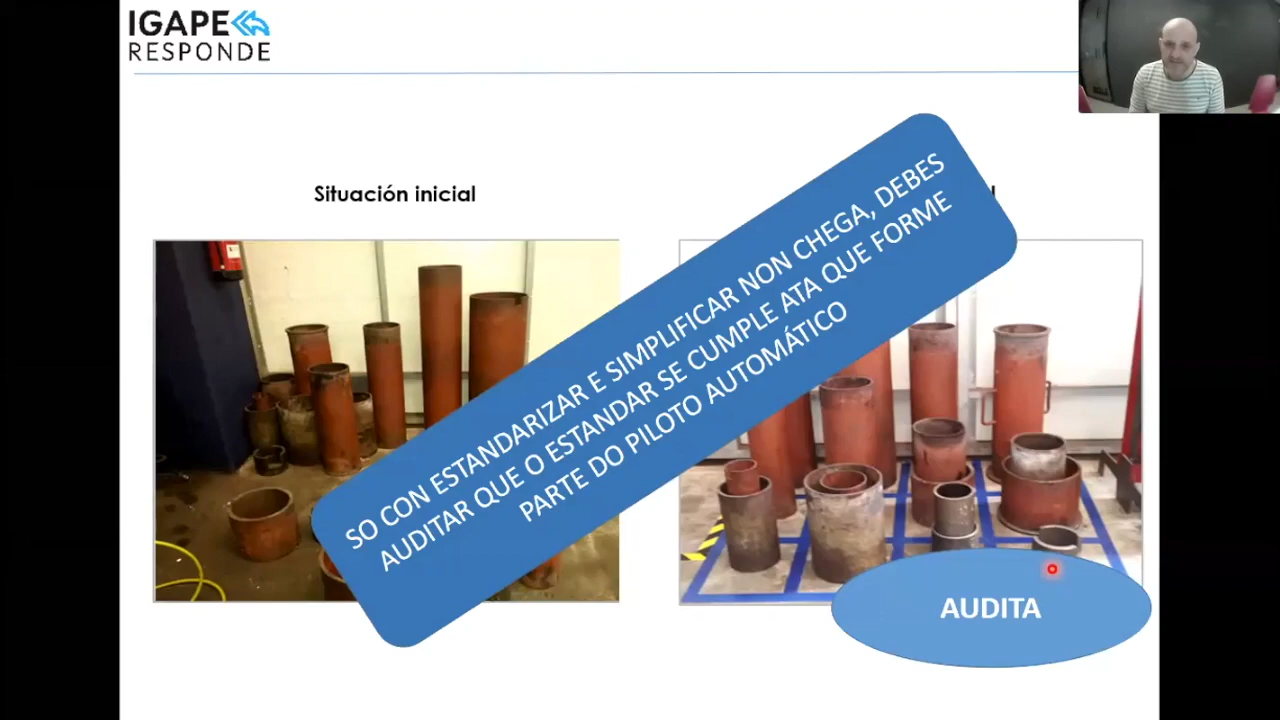 IGAPE
RESPONDE
Situación inicial
SO CON ESTANDARIZAR E SIMPLIFICAR NON CHEGA, DEBES
AUDITAR QUE O ESTANDAR SE CUMPLE ATA QUE FORME
PARTE DO PILOTO AUTOMÁTICO
AUDITA